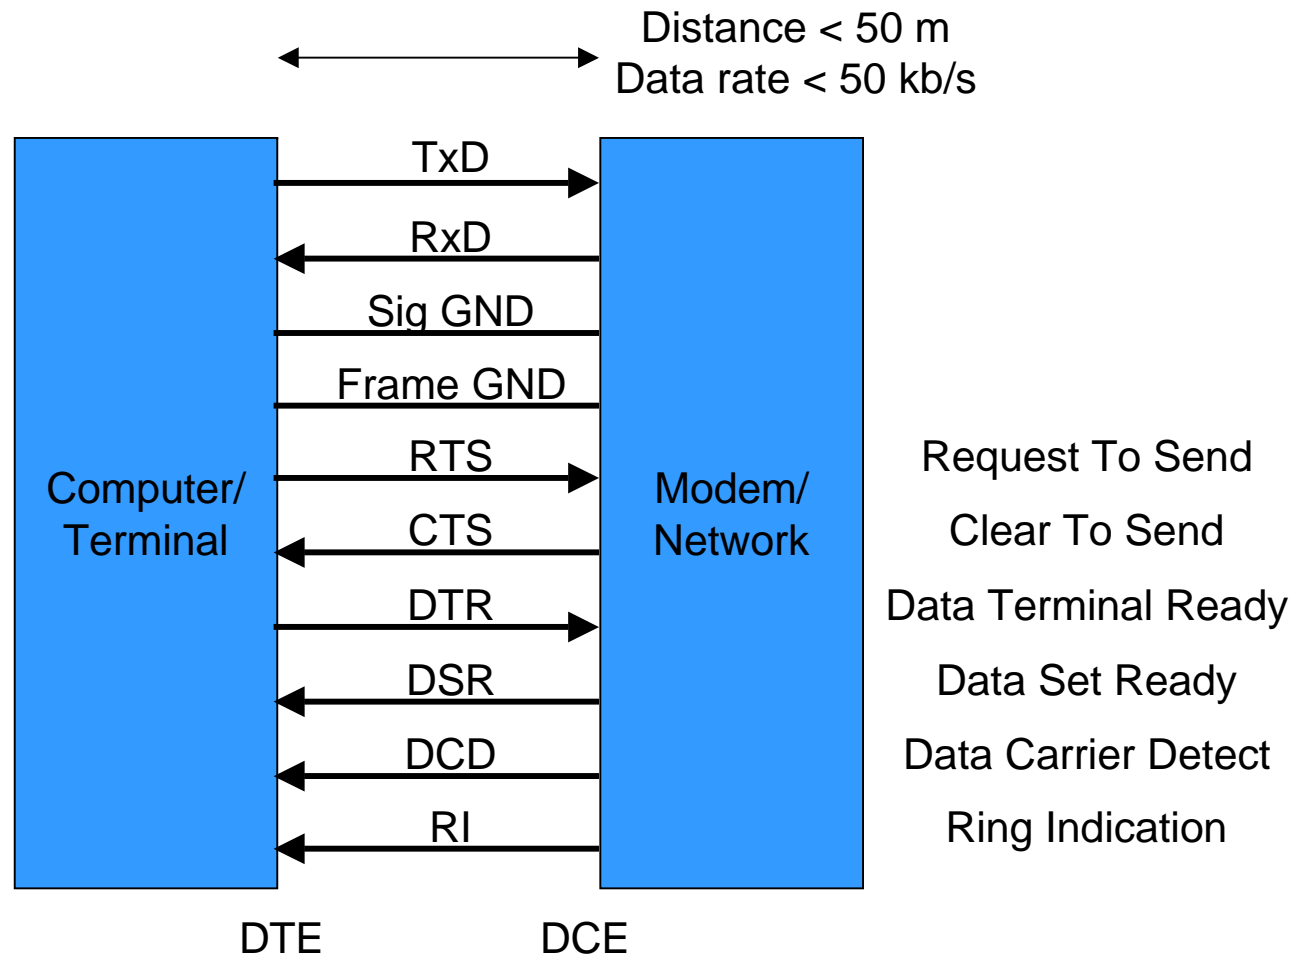 Distance < 50 m
Data rate < 50 kb/s
TxD
RxD
Sig GND
Frame GND
RTS
Request To Send
Computer/
Terminal
Modem/
Network
CTS
Clear To Send
DTR
Data Terminal Ready
DSR
Data Set Ready
DCD
Data Carrier Detect
RI
Ring Indication
DTE
DCE